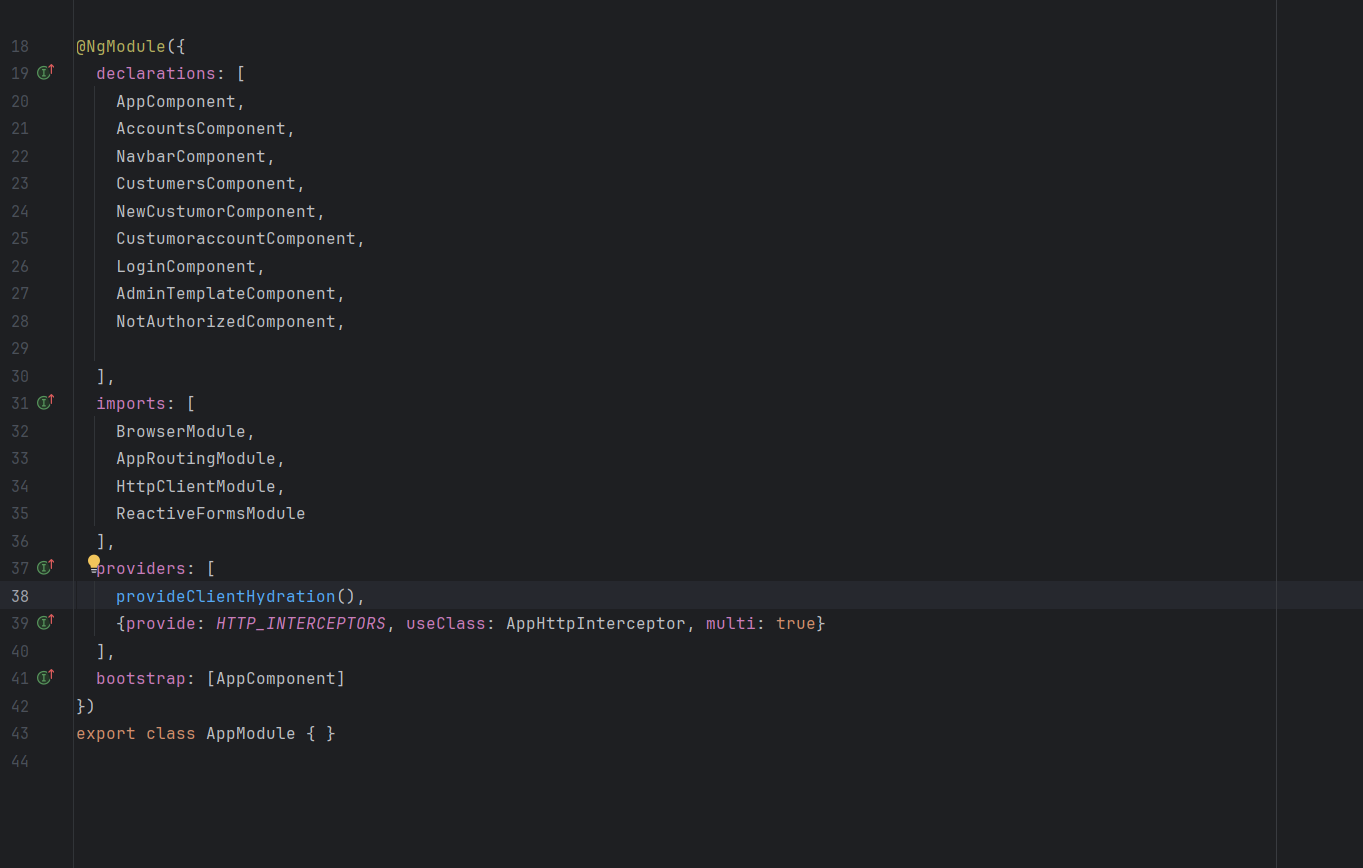 18 @NgModule({
19 declarations: [
20 AppComponent,
21 AccountsComponent,
22 NavbarComponent,
23 CustumersComponent,
24 NewCustumorComponent,
25 CustumoraccountComponent,
26 LoginComponent,
27 AdminTemplateComponent,
28 NotAuthorizedComponent,
29
30 ],
31 imports: [
32 BrowserModule,
33 AppRoutingModule,
34 HttpClientModule,
35 ReactiveFormsModule
36 ],
37 providers: [
38 provideClientHydration(),
39 {provide: HTTP_INTERCEPTORS, useClass: AppHttpInterceptor, multi: true}
40 ],
41 bootstrap: [AppComponent]
42 })
43 export class AppModule { }
44